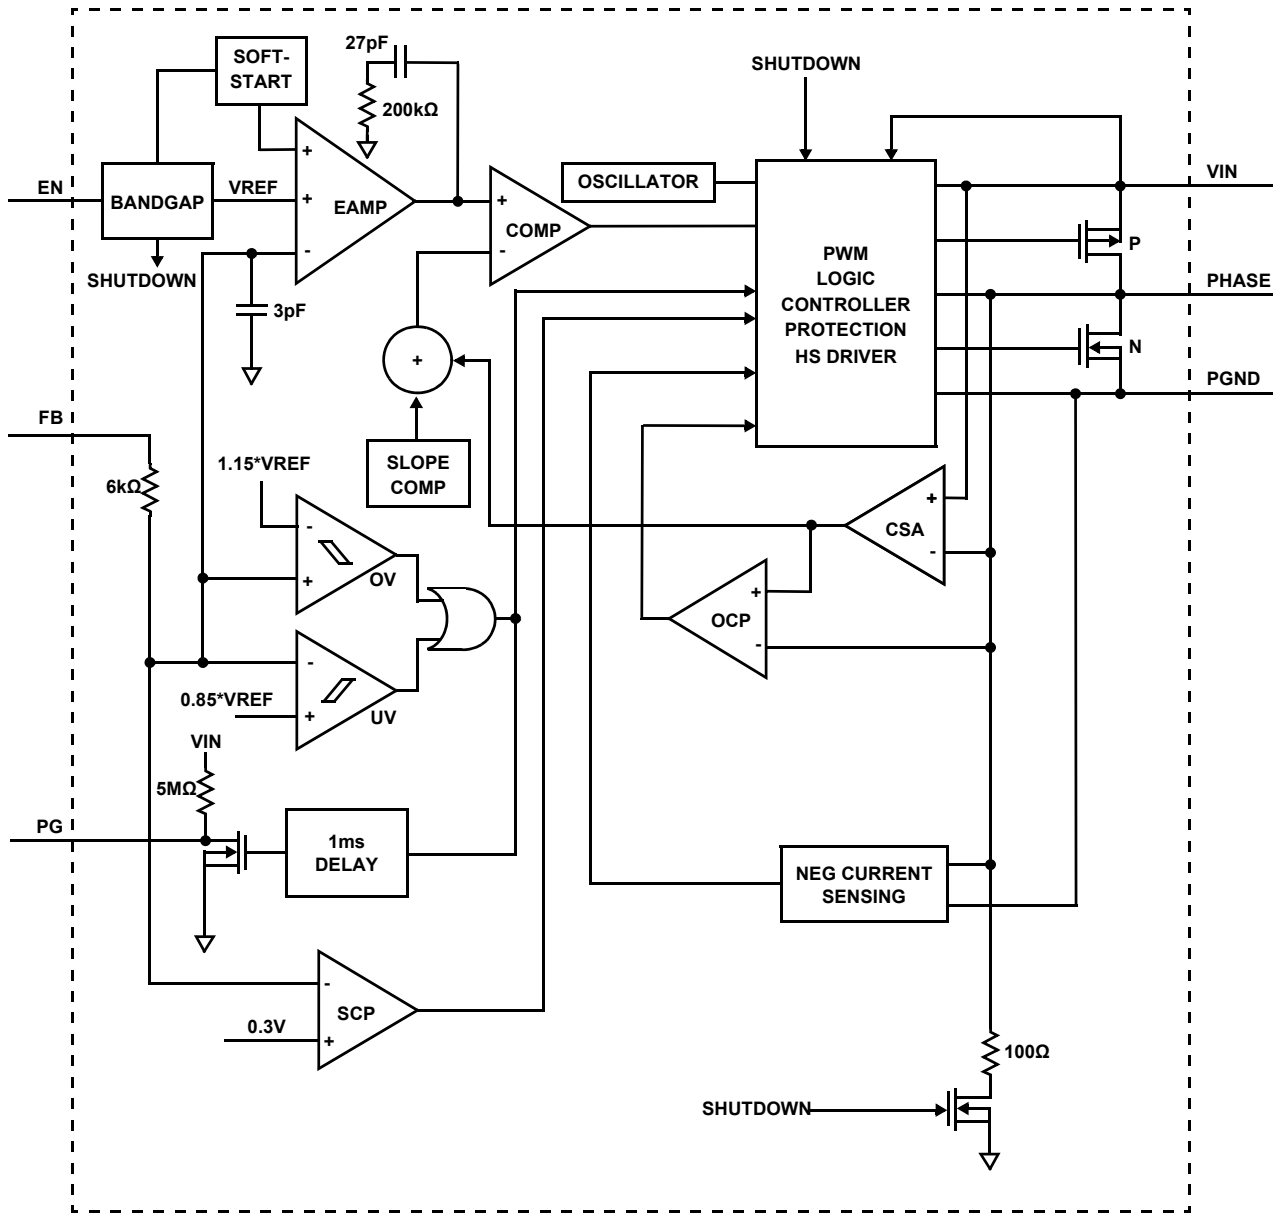 27pF
SOFT-
START
SHUTDOWN
200kΩ
+
EN
BANDGAP
VREF
+
EAMP
-
SHUTDOWN
3pF
+
COMP
-
OSCILLATOR
VIN
PWM
LOGIC
CONTROLLER
PROTECTION
HS DRIVER
P
PHASE
N
PGND
+
FB
SLOPE
COMP
6kΩ
1.15*VREF
-
+
OV
+
CSA
-
+
OCP
-
-
0.85*VREF
+
UV
VIN
5MΩ
PG
1ms
DELAY
NEG CURRENT
SENSING
-
SCP
0.3V
+
100Ω
SHUTDOWN